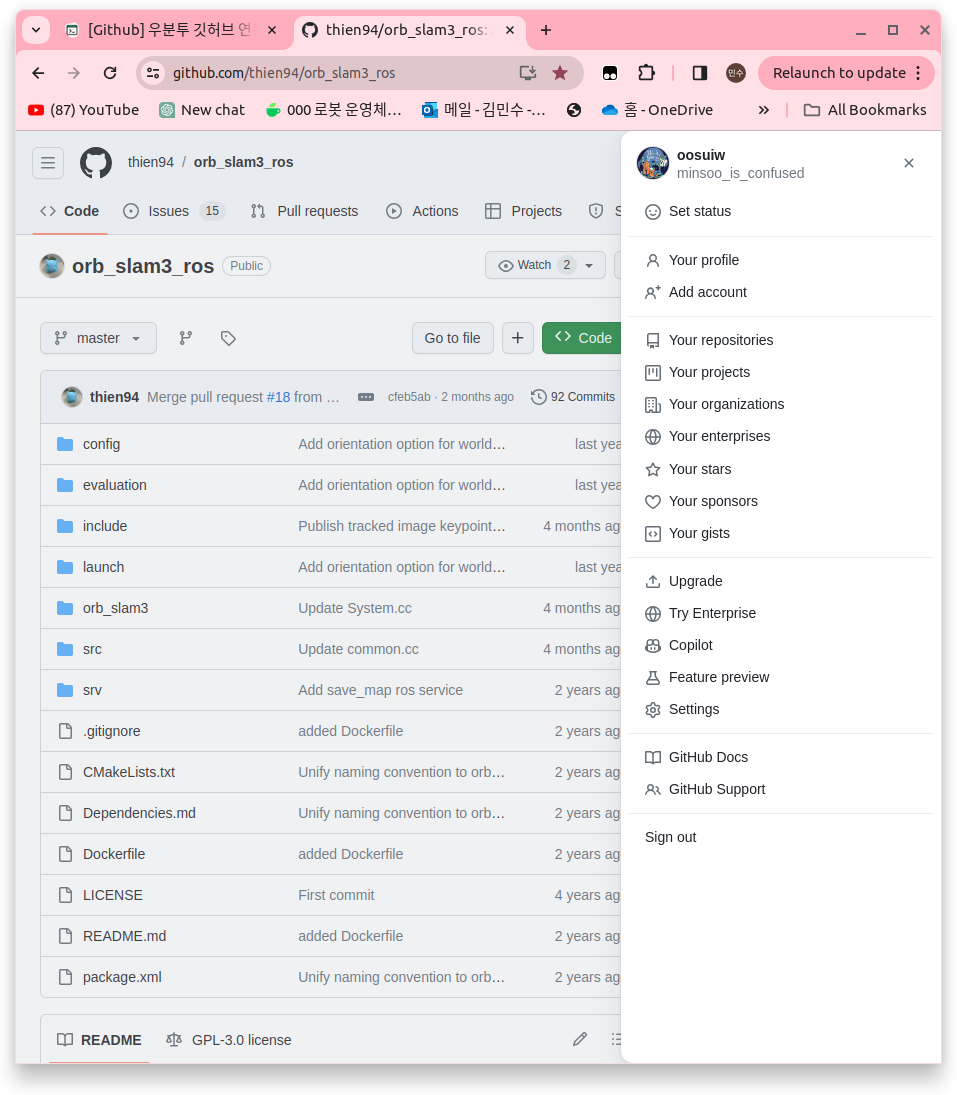 [Github] 우분투 깃허브 연
thien94/orb_slam3_ros:
github.com/thien94/orb_slam3_ros
민수
Relaunch to update
(87) YouTube
New chat
000 로봇 운영체…
메일 - 김민수 -…
홈 - OneDrive
»
All Bookmarks
thien94 / orb_slam3_ros
Code
Issues 15
Pull requests
Actions
Projects
S
orb_slam3_ros
Public
Watch 2
master
Go to file
Code
thien94 Merge pull request #18 from …
cfeb5ab · 2 months ago
92 Commits
config Add orientation option for world… last yea
evaluation Add orientation option for world… last yea
include Publish tracked image keypoint… 4 months ag
launch Add orientation option for world… last yea
orb_slam3 Update System.cc 4 months ag
src Update common.cc 4 months ag
srv Add save_map ros service 2 years ag
.gitignore added Dockerfile 2 years ag
CMakeLists.txt Unify naming convention to orb… 2 years ag
Dependencies.md Unify naming convention to orb… 2 years ag
Dockerfile added Dockerfile 2 years ag
LICENSE First commit 4 years ag
README.md added Dockerfile 2 years ag
package.xml Unify naming convention to orb… 2 years ag
README
GPL-3.0 license
oosuiw
minsoo_is_confused
Set status
Your profile
Add account
Your repositories
Your projects
Your organizations
Your enterprises
Your stars
Your sponsors
Your gists
Upgrade
Try Enterprise
Copilot
Feature preview
Settings
GitHub Docs
GitHub Support
Sign out